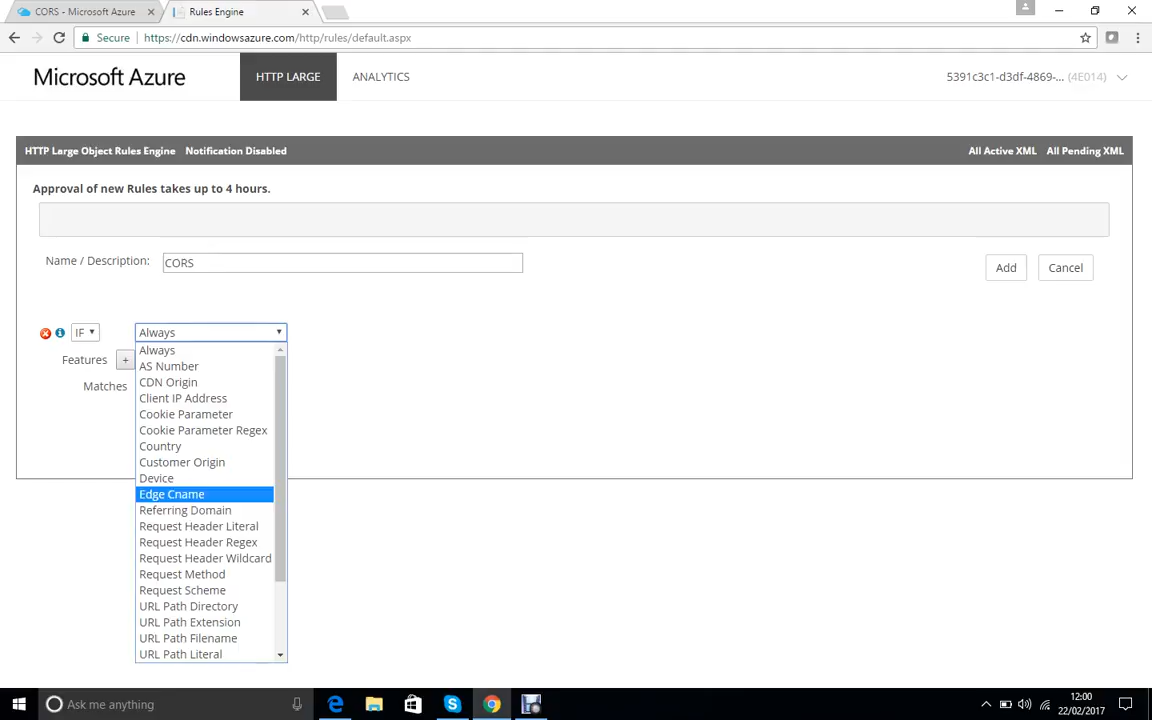 CORS - Microsoft Azure
Rules Engine
Secure
https://cdn.windowsazure.com/http/rules/default.aspx
Microsoft Azure
HTTP LARGE
ANALYTICS
5391c3c1-d3df-4869-... (4E014)
HTTP Large Object Rules Engine Notification Disabled
All Active XML All Pending XML
Approval of new Rules takes up to 4 hours.
Name / Description: CORS
Add Cancel
IF Always
Features +
Matches
Always
AS Number
CDN Origin
Client IP Address
Cookie Parameter
Cookie Parameter Regex
Country
Customer Origin
Device
Edge Cname
Referring Domain
Request Header Literal
Request Header Regex
Request Header Wildcard
Request Method
Request Scheme
URL Path Directory
URL Path Extension
URL Path Filename
URL Path Literal
Ask me anything
12:00
22/02/2017